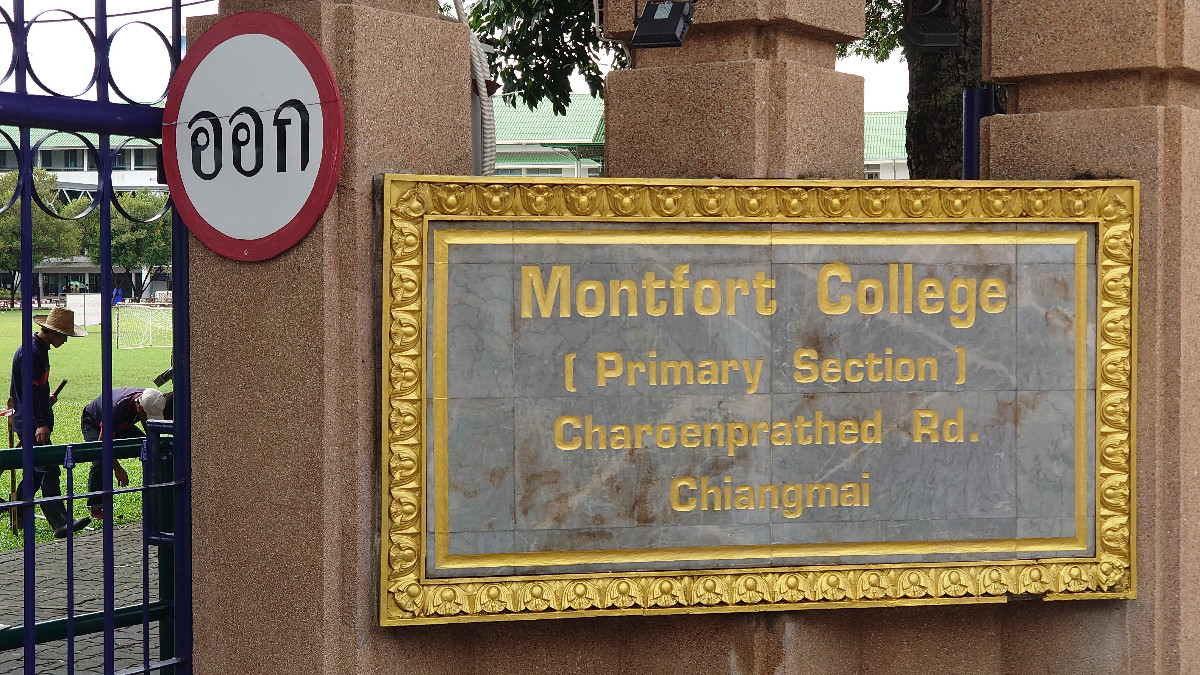 ออก
Montfort College
( Primary Section )
Charoenprathed Rd.
Chiangmai